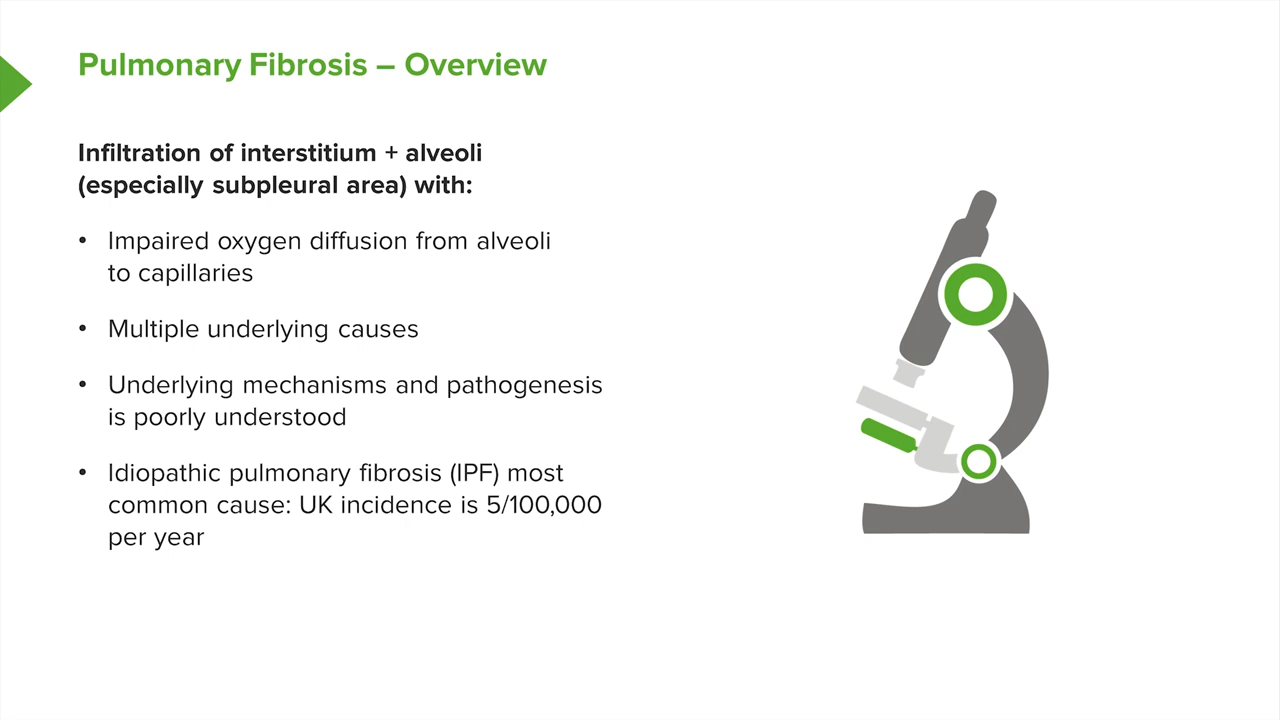 Pulmonary Fibrosis – Overview
Infiltration of interstitium + alveoli
(especially subpleural area) with:
• Impaired oxygen diffusion from alveoli
to capillaries
• Multiple underlying causes
• Underlying mechanisms and pathogenesis
is poorly understood
• Idiopathic pulmonary fibrosis (IPF) most
common cause: UK incidence is 5/100,000
per year